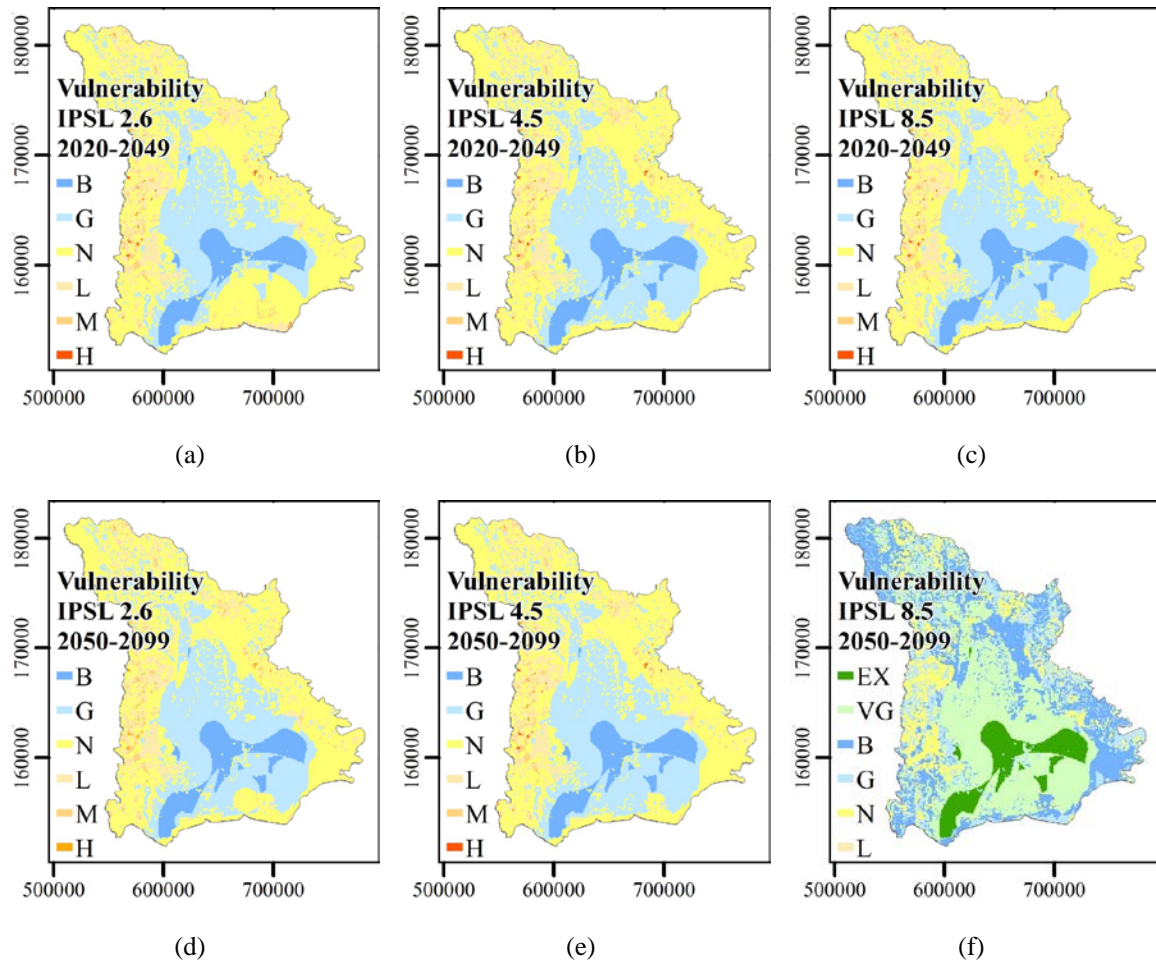 180000
170000
160000
Vulnerability
IPSL 2.6
2020-2049
B
G
N
L
M
H
500000 600000 700000
(a)
180000
170000
160000
Vulnerability
IPSL 4.5
2020-2049
B
G
N
L
M
H
500000 600000 700000
(b)
180000
170000
160000
Vulnerability
IPSL 8.5
2020-2049
B
G
N
L
M
H
500000 600000 700000
(c)
180000
170000
160000
Vulnerability
IPSL 2.6
2050-2099
B
G
N
L
M
H
500000 600000 700000
(d)
180000
170000
160000
Vulnerability
IPSL 4.5
2050-2099
B
G
N
L
M
H
500000 600000 700000
(e)
180000
170000
160000
Vulnerability
IPSL 8.5
2050-2099
EX
VG
B
G
N
L
500000 600000 700000
(f)